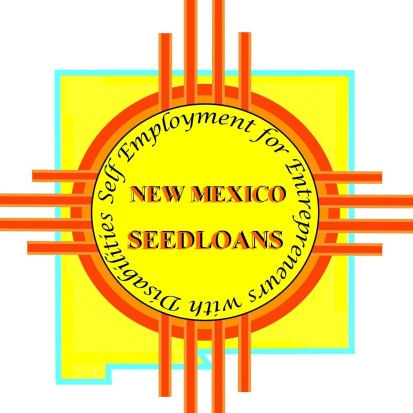 Self Employment for Entrepreneurs with Disabilities
NEW MEXICO
SEEDLOANS